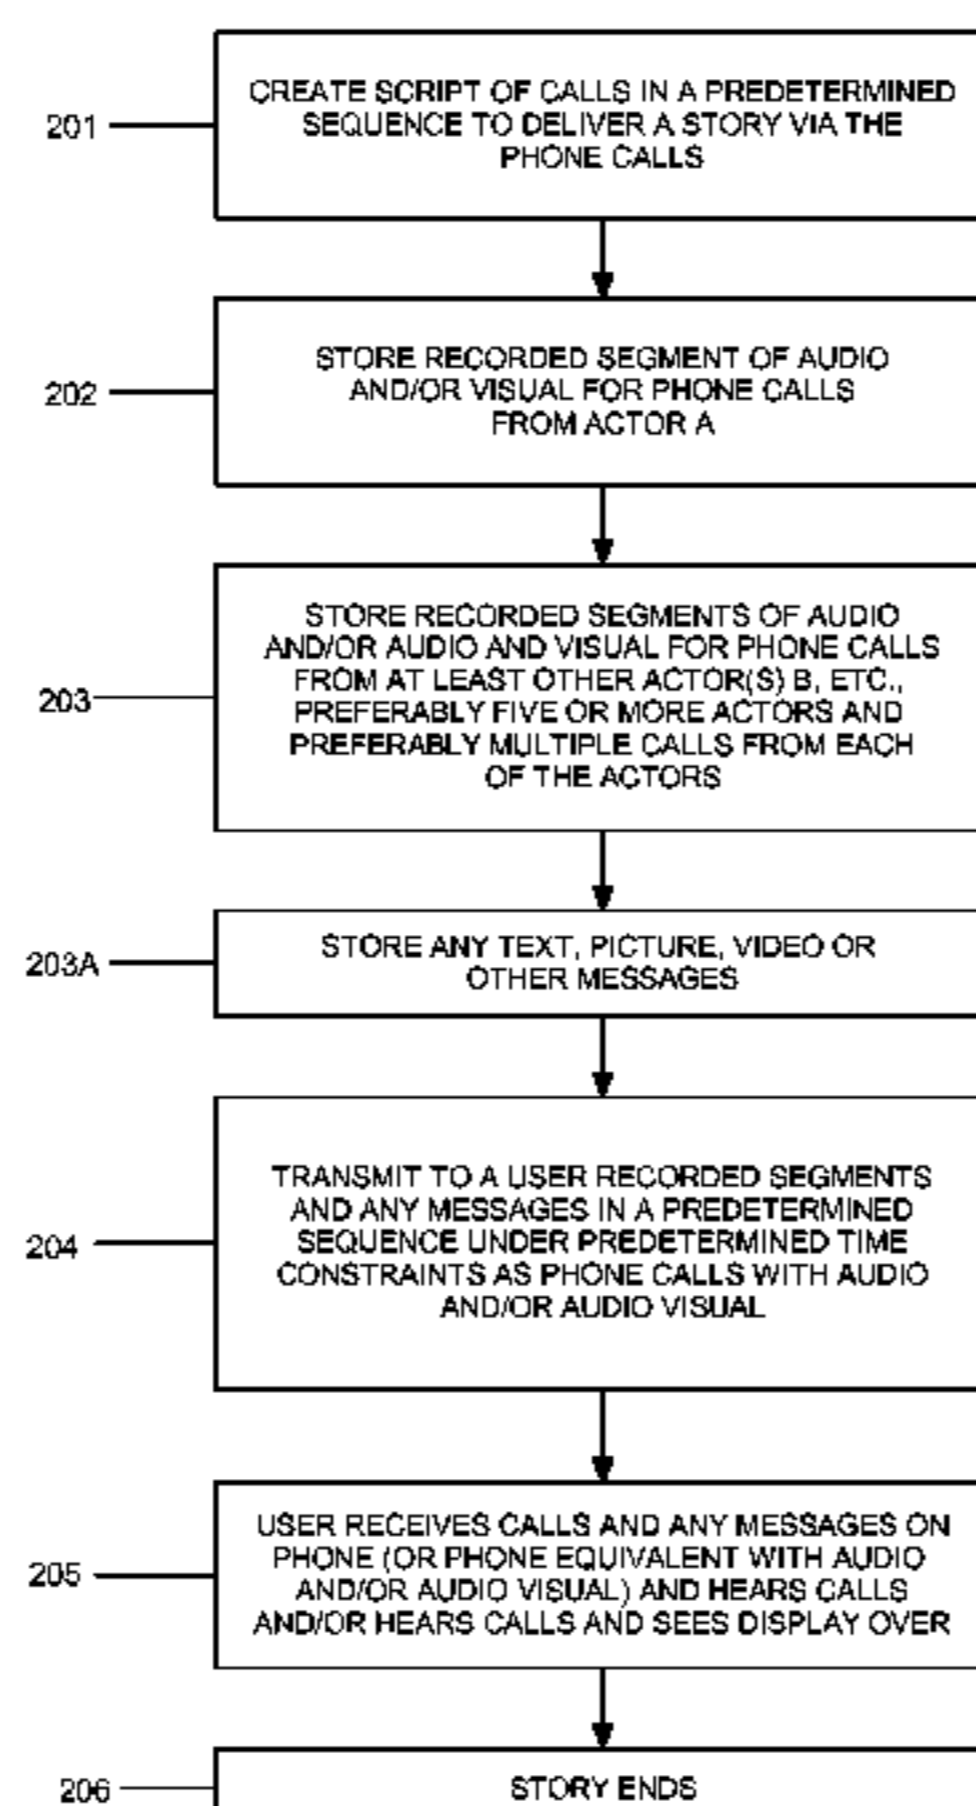 201
CREATE SCRIPT OF CALLS IN A PREDETERMINED
SEQUENCE TO DELIVER A STORY VIA THE
PHONE CALLS
202
STORE RECORDED SEGMENT OF AUDIO
AND/OR VISUAL FOR PHONE CALLS
FROM ACTOR A
203
STORE RECORDED SEGMENTS OF AUDIO
AND/OR AUDIO AND VISUAL FOR PHONE CALLS
FROM AT LEAST OTHER ACTOR(S) B, ETC.,
PREFERABLY FIVE OR MORE ACTORS AND
PREFERABLY MULTIPLE CALLS FROM EACH
OF THE ACTORS
203A
STORE ANY TEXT, PICTURE, VIDEO OR
OTHER MESSAGES
204
TRANSMIT TO A USER RECORDED SEGMENTS
AND ANY MESSAGES IN A PREDETERMINED
SEQUENCE UNDER PREDETERMINED TIME
CONSTRAINTS AS PHONE CALLS WITH AUDIO
AND/OR AUDIO VISUAL
205
USER RECEIVES CALLS AND ANY MESSAGES ON
PHONE (OR PHONE EQUIVALENT WITH AUDIO
AND/OR AUDIO VISUAL) AND HEARS CALLS
AND/OR HEARS CALLS AND SEES DISPLAY OVER
206
STORY ENDS